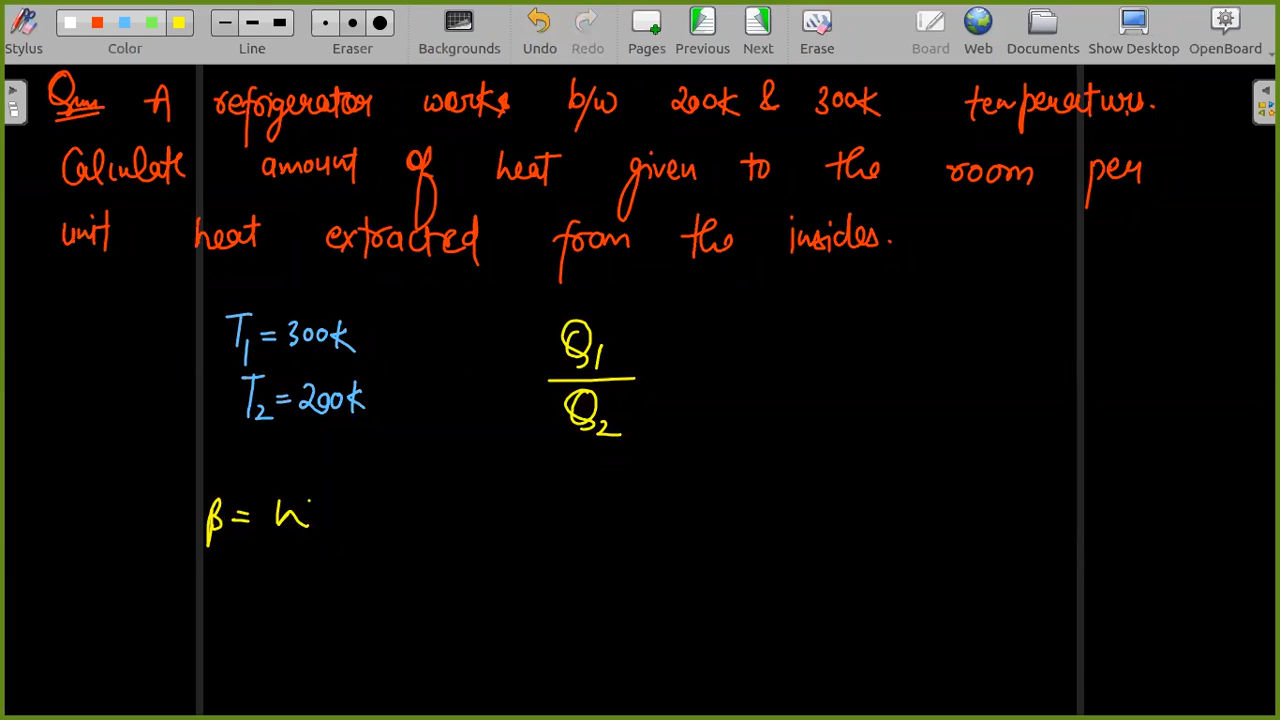 Stylus Color Line Eraser Backgrounds Undo Redo Pages Previous Next Erase Board Web Documents Show Desktop OpenBoard
Qus A refrigerator works b/w 200K & 300K temperature.
Calculate amount of heat given to the room per
unit heat extracted from the insides.
T1 = 300K
T2 = 200K
Q1
Q2
β =